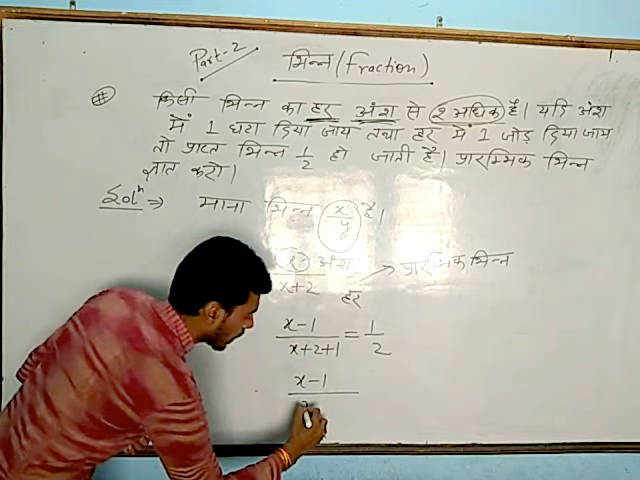 Part-2
भिन्न (fraction)
# किसी भिन्न का हर अंश से 2 अधिक है। यदि अंश
में 1 घटा दिया जाय तथा हर में 1 जोड़ दिया जाय
तो प्राप्त भिन्न 1/2 हो जाती है। प्रारम्भिक भिन्न
ज्ञात करो।
Solⁿ ⇒ माना भिन्न x/y है।
x अंश
x+2 हर → प्रारम्भिक भिन्न
x-1/x+2+1 = 1/2
x-1